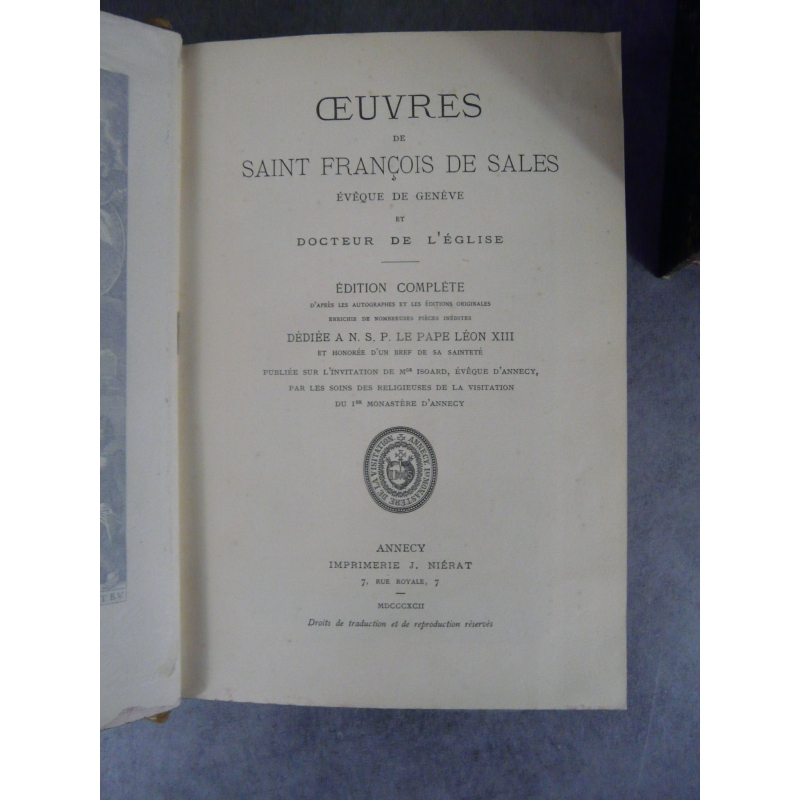 ŒUVRES
DE
SAINT FRANÇOIS DE SALES
ÉVÊQUE DE GENÈVE
ET
DOCTEUR DE L'ÉGLISE
ÉDITION COMPLÈTE
D'APRÈS LES AUTOGRAPHES ET LES ÉDITIONS ORIGINALES
ENRICHIE DE NOMBREUSES PIÈCES INÉDITES
DÉDIÉE A N. S. P. LE PAPE LÉON XIII
ET HONORÉE D'UN BREF DE SA SAINTETÉ
PUBLIÉE SUR L'INVITATION DE MGR ISOARD, ÉVÊQUE D'ANNECY,
PAR LES SOINS DES RELIGIEUSES DE LA VISITATION
DU 1ER MONASTÈRE D'ANNECY
ANNECY
IMPRIMERIE J. NIÉRAT
7, RUE ROYALE, 7
MDCCCXCII
Droits de traduction et de reproduction réservés